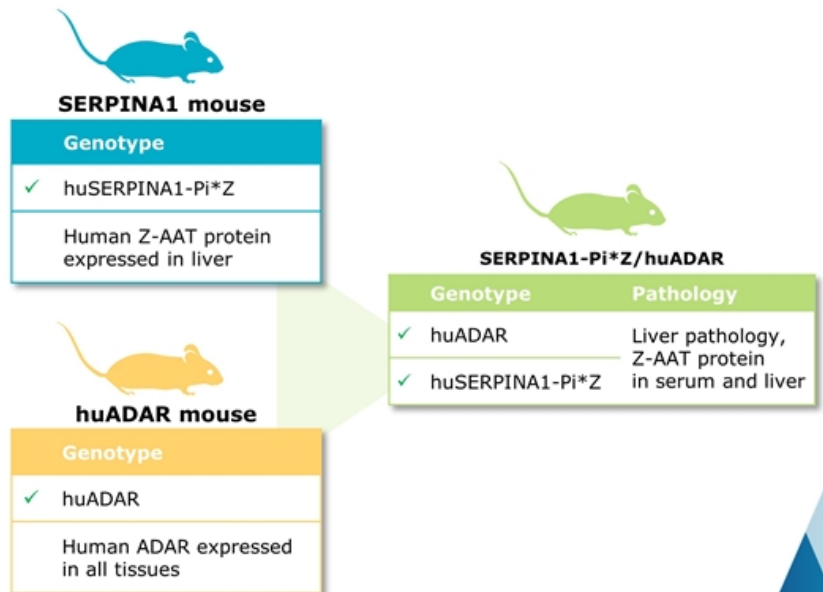 SERPINA1 mouse
Genotype
✓ huSERPINA1-Pi*Z
Human Z-AAT protein
expressed in liver
huADAR mouse
Genotype
✓ huADAR
Human ADAR expressed
in all tissues
SERPINA1-Pi*Z/huADAR
Genotype Pathology
✓ huADAR
✓ huSERPINA1-Pi*Z
Liver pathology,
Z-AAT protein
in serum and liver